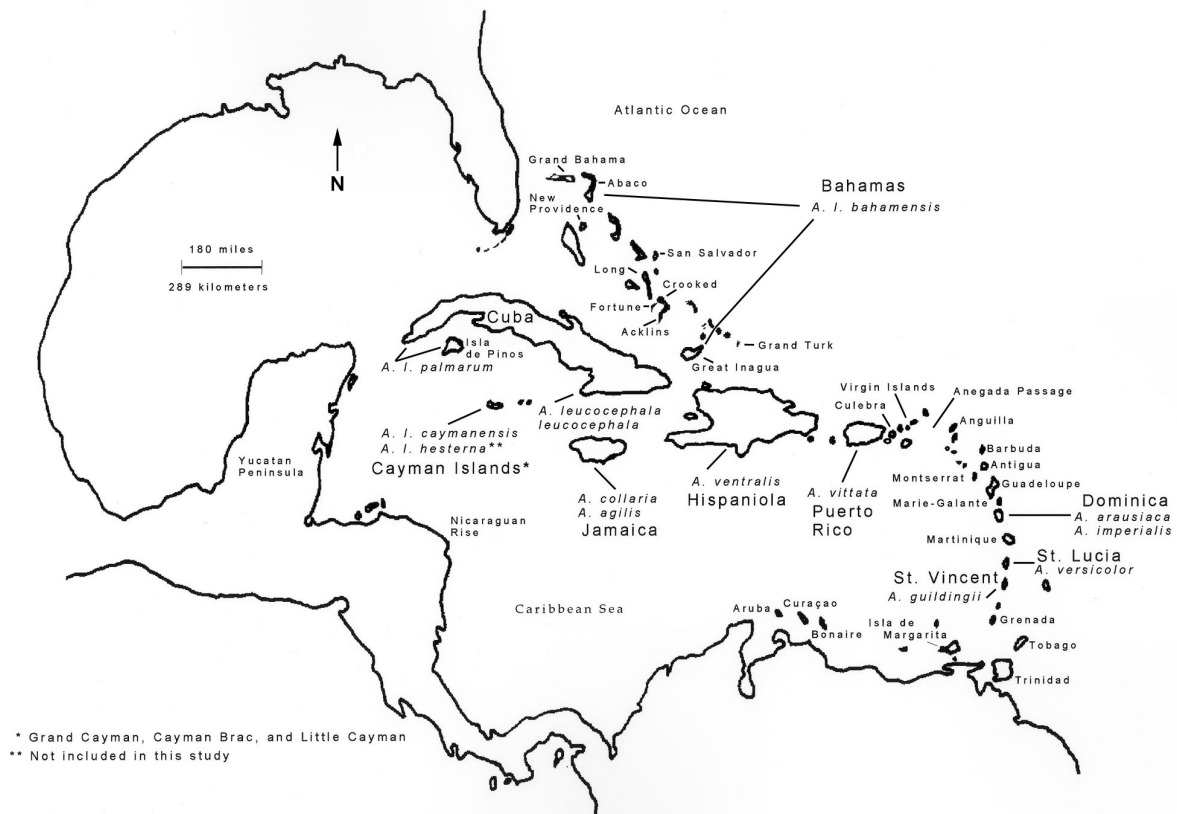 Atlantic Ocean
Grand Bahama
Abaco
New
Providence
Bahamas
A. l. bahamensis
N
180 miles
289 kilometers
San Salvador
Long
Crooked
Fortune
Acklins
Cuba
Isla
de Pinos
A. l. palmarum
Grand Turk
Great Inagua
Virgin Islands
Anegada Passage
Culebra
Anguilla
A. leucocephala
leucocephala
A. l. caymanensis
A. l. hesterna**
Cayman Islands*
Yucatan
Peninsula
Barbuda
Antigua
Montserrat
Guadeloupe
A. ventralis
Hispaniola
A. vittata
Puerto
Rico
A. collaria
A. agilis
Jamaica
Marie-Galante
Dominica
A. arausiaca
A. imperialis
Nicaraguan
Rise
Martinique
St. Lucia
A. versicolor
St. Vincent
A. guildingii
Caribbean Sea
Aruba
Curaçao
Bonaire
Isla de
Margarita
Grenada
Tobago
Trinidad
* Grand Cayman, Cayman Brac, and Little Cayman
** Not included in this study